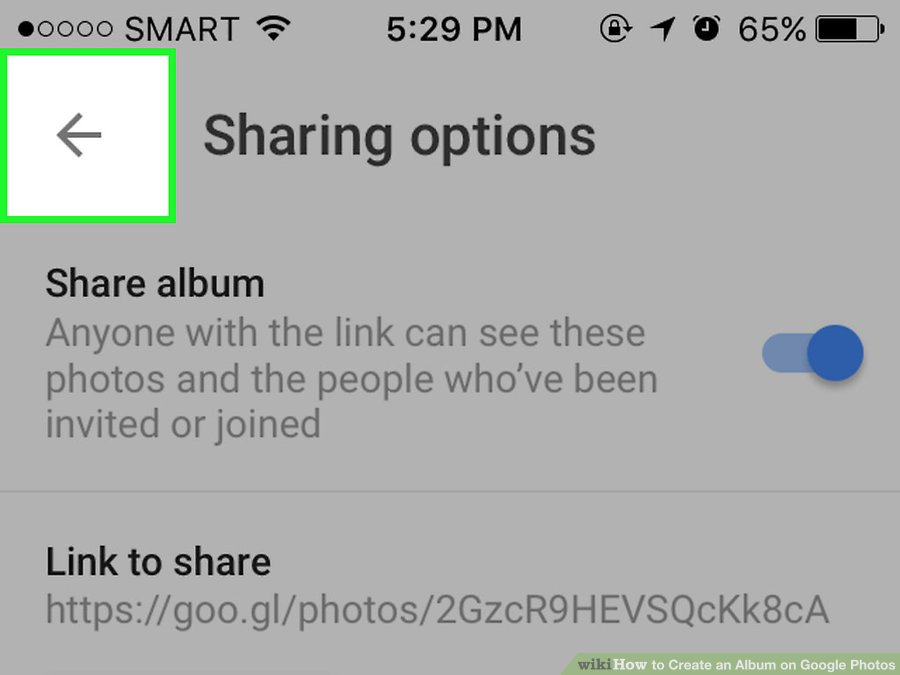 SMART 5:29 PM 65%
Sharing options
Share album
Anyone with the link can see these
photos and the people who’ve been
invited or joined
Link to share
https://goo.gl/photos/2GzcR9HEVSQcKk8cA
wikiHow to Create an Album on Google Photos